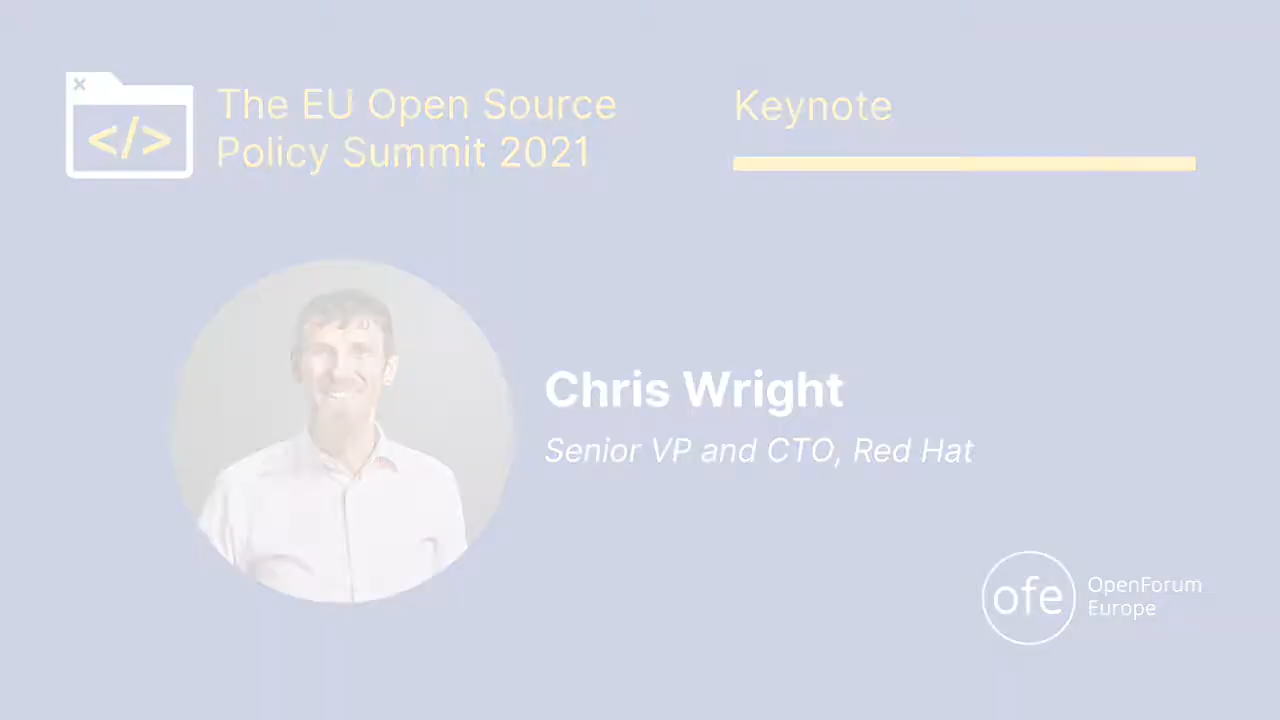 The EU Open Source
Policy Summit 2021
Keynote
</>
Chris Wright
Senior VP and CTO, Red Hat
ofe
OpenForum
Europe